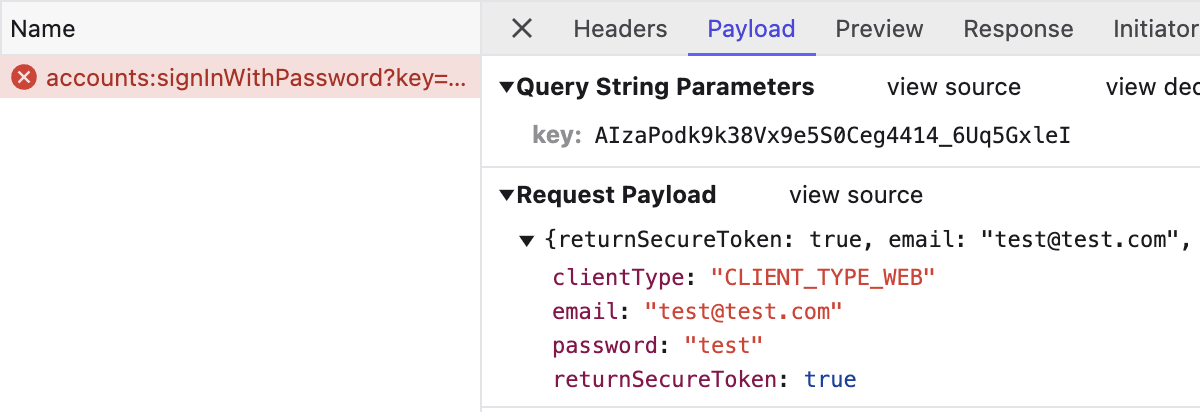 Name
Headers Payload Preview Response Initiator
accounts:signInWithPassword?key=...
Query String Parameters view source view dec
key: AIzaPodk9k38Vx9e5S0Ceg4414_6Uq5GxleI
Request Payload view source
{returnSecureToken: true, email: "test@test.com",
clientType: "CLIENT_TYPE_WEB"
email: "test@test.com"
password: "test"
returnSecureToken: true